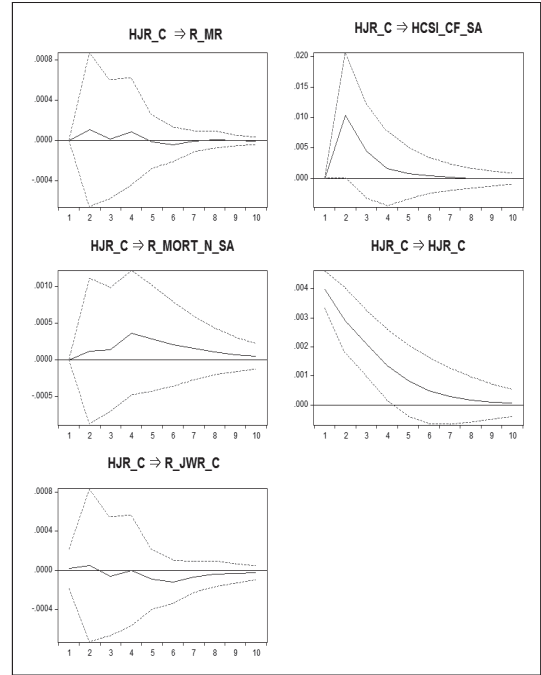 HJR_C ⇒ R_MR
.0008
.0004
.0000
-.0004
1 2 3 4 5 6 7 8 9 10
HJR_C ⇒ HCSI_CF_SA
.020
.015
.010
.005
.000
1 2 3 4 5 6 7 8 9 10
HJR_C ⇒ R_MORT_N_SA
.0010
.0005
.0000
-.0005
1 2 3 4 5 6 7 8 9 10
HJR_C ⇒ HJR_C
.004
.003
.002
.001
.000
1 2 3 4 5 6 7 8 9 10
HJR_C ⇒ R_JWR_C
.0008
.0004
.0000
-.0004
1 2 3 4 5 6 7 8 9 10